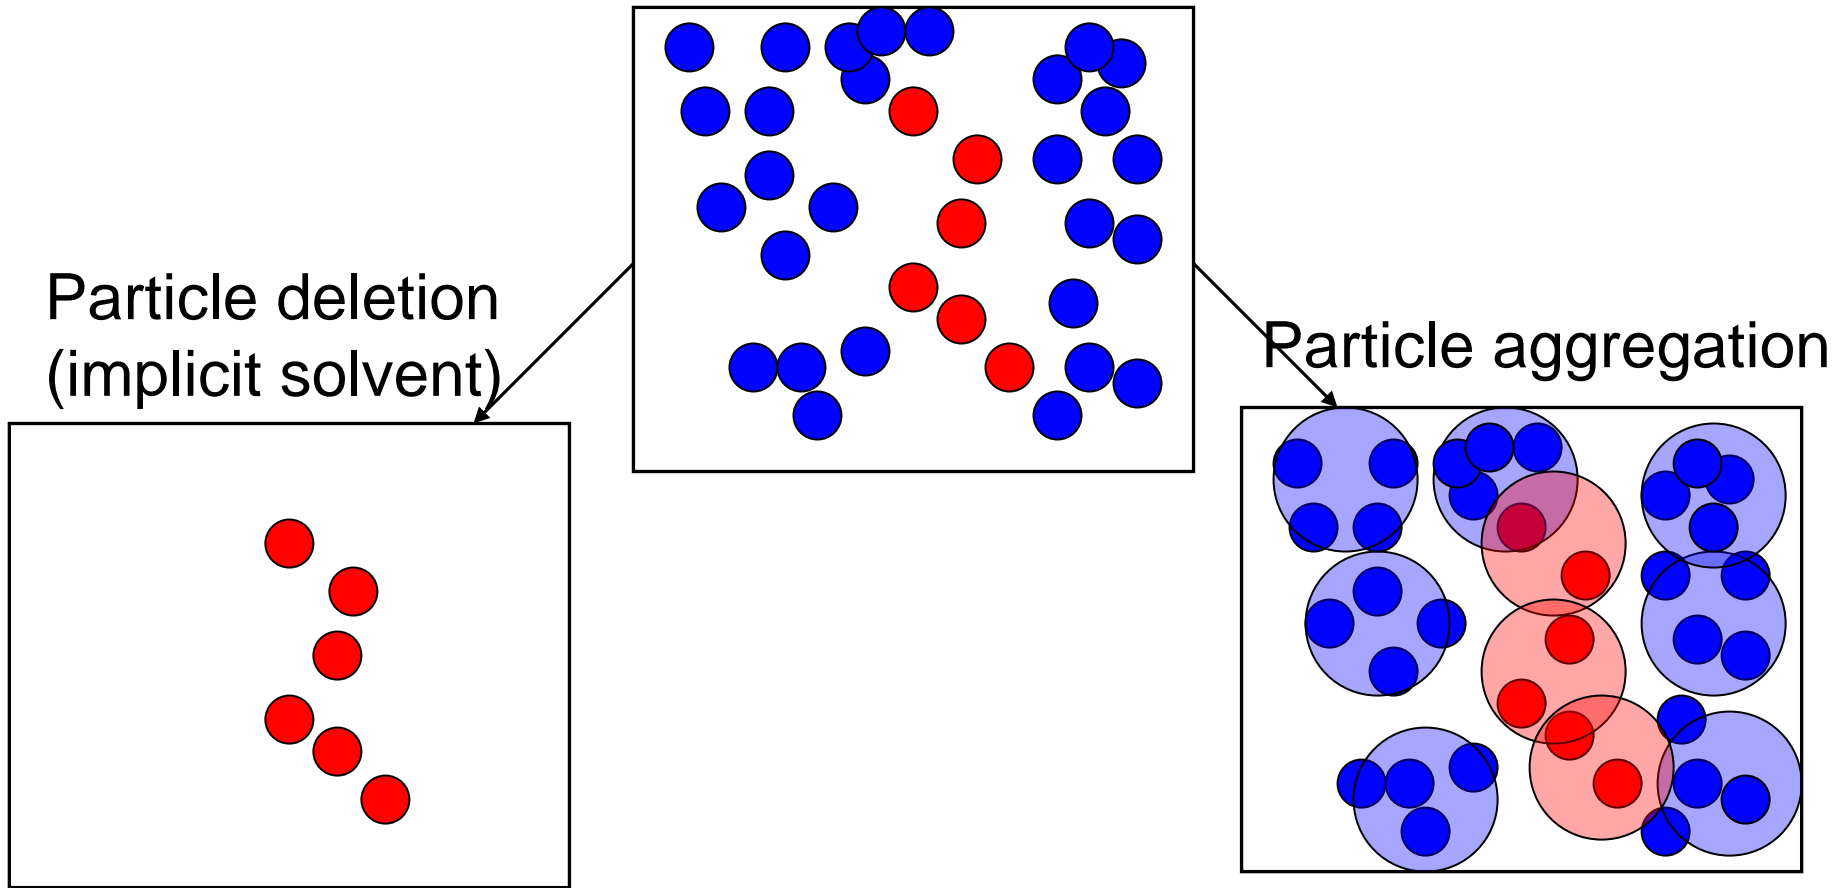 Particle deletion
(implicit solvent)
Particle aggregation